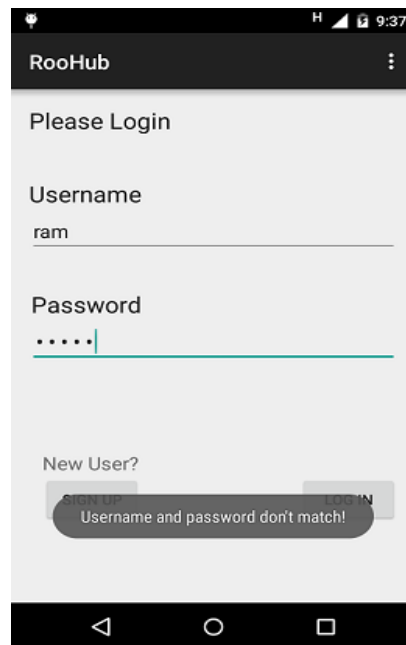 H 9:37
RooHub
Please Login
Username
ram
Password
•••••
New User?
SIGN UP LOG IN
Username and password don't match!